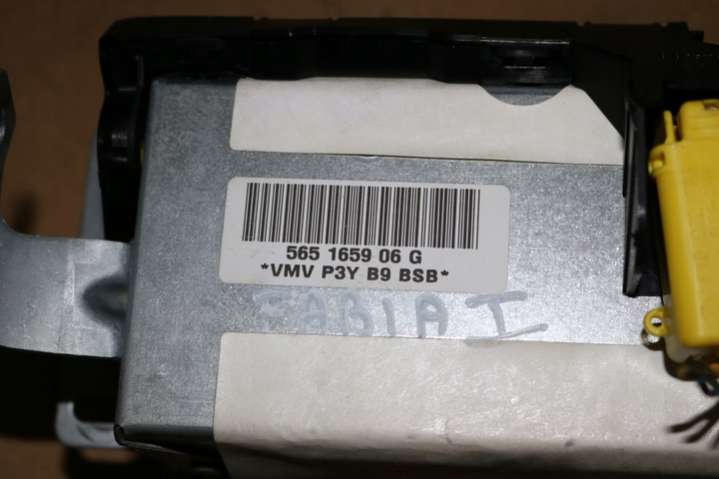 565 1659 06 G
*VMV P3Y B9 BSB*
FABIA I